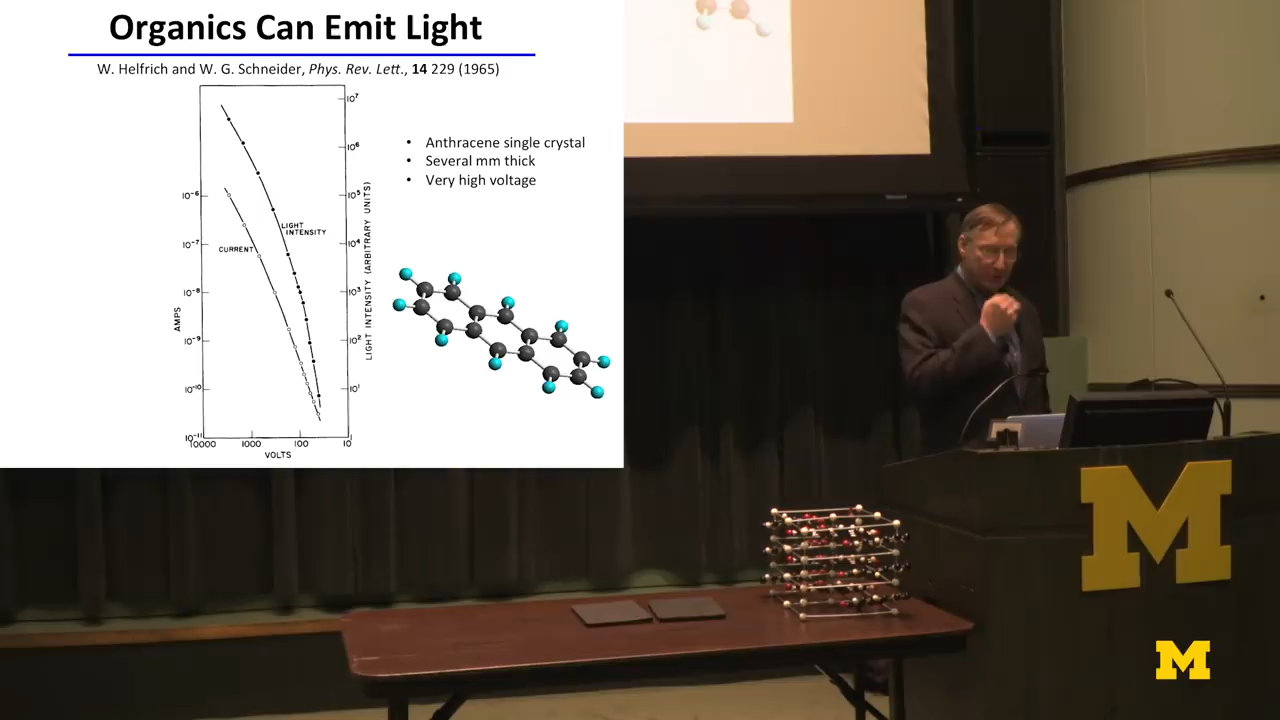 Organics Can Emit Light
W. Helfrich and W. G. Schneider, Phys. Rev. Lett., 14 229 (1965)
• Anthracene single crystal
• Several mm thick
• Very high voltage
10⁷
10⁶
10⁵
10⁴
10³
10²
10¹
LIGHT INTENSITY (ARBITRARY UNITS)
LIGHT
INTENSITY
CURRENT
10⁻⁶
10⁻⁷
10⁻⁸
10⁻⁹
10⁻¹⁰
10⁻¹¹
AMPS
10000 1000 100 10
VOLTS
M
M